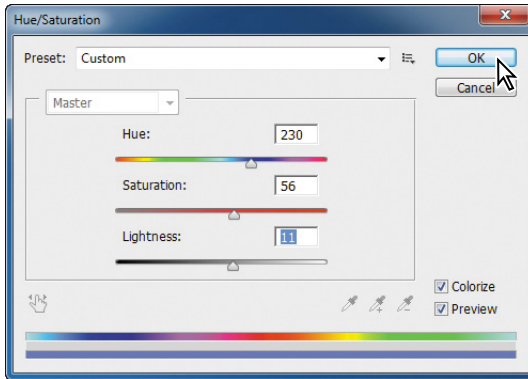 Hue/Saturation
Preset: Custom
OK
Cancel
Master
Hue: 230
Saturation: 56
Lightness: 11
Colorize
Preview